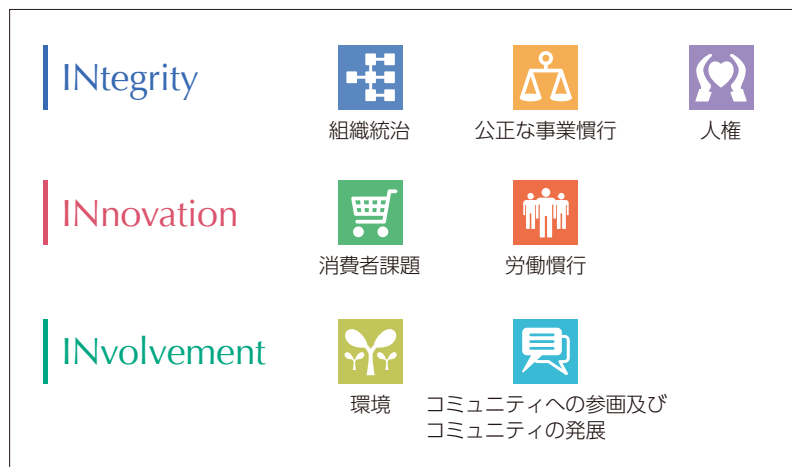 INtegrity
組織統治
公正な事業慣行
人権
INnovation
消費者課題
労働慣行
INvolvement
環境
コミュニティへの参画及び
コミュニティの発展